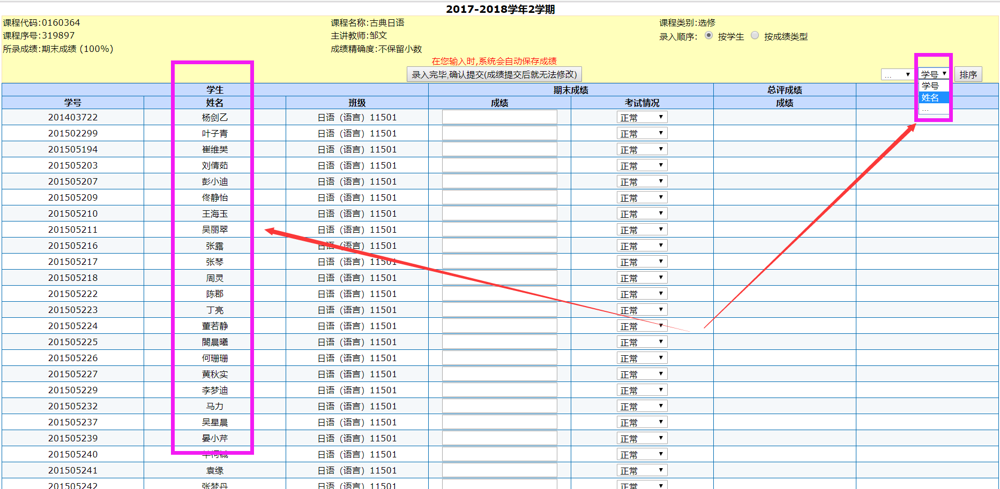 2017-2018学年2学期
课程代码:0160364 课程名称:古典日语 课程类别:选修
课程序号:319897 主讲教师:邹文 录入顺序: 按学生 按成绩类型
所录成绩:期末成绩 (100%) 成绩精确度:不保留小数
在您输入时,系统会自动保存成绩
录入完毕,确认提交(成绩提交后就无法修改) ... 学号 排序
学号
姓名
...
学生 期末成绩 总评成绩
学号 姓名 班级 成绩 考试情况 成绩
201403722 杨剑乙 日语（语言）11501 正常
201502299 叶子青 日语（语言）11501 正常
201505194 崔维樊 日语（语言）11501 正常
201505203 刘倩茹 日语（语言）11501 正常
201505207 彭小迪 日语（语言）11501 正常
201505209 佟静怡 日语（语言）11501 正常
201505210 王海玉 日语（语言）11501 正常
201505211 吴丽翠 日语（语言）11501 正常
201505216 张露 日语（语言）11501 正常
201505217 张琴 日语（语言）11501 正常
201505218 周灵 日语（语言）11501 正常
201505222 陈郡 日语（语言）11501 正常
201505223 丁亮 日语（语言）11501 正常
201505224 董若静 日语（语言）11501 正常
201505225 閤晨曦 日语（语言）11501 正常
201505226 何珊珊 日语（语言）11501 正常
201505227 黄秋实 日语（语言）11501 正常
201505229 李梦迪 日语（语言）11501 正常
201505232 马力 日语（语言）11501 正常
201505237 吴星晨 日语（语言）11501 正常
201505239 晏小芹 日语（语言）11501 正常
201505240 日语（语言）11501 正常
201505241 袁缘 日语（语言）11501 正常
201505242 张梦丹 日语（语言）11501 正常